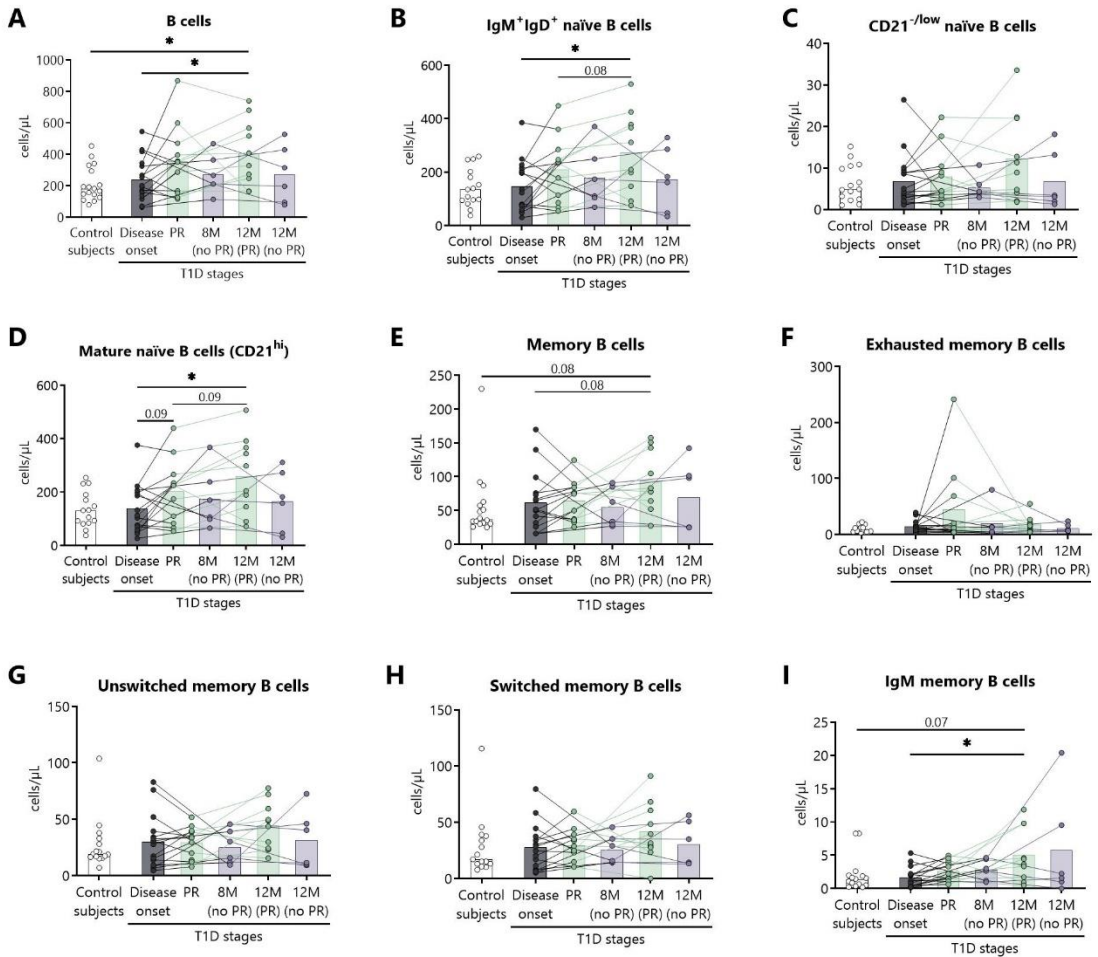 A
B cells
*
*
1000
800
600
400
200
0
cells/µL
Control Disease PR 8M 12M 12M
subjects onset (no PR) (PR) (no PR)
T1D stages
B
IgM+IgD+ naïve B cells
*
0.08
600
400
200
0
cells/µL
Control Disease PR 8M 12M 12M
subjects onset (no PR) (PR) (no PR)
T1D stages
C
CD21-/low naïve B cells
40
30
20
10
0
cells/µL
Control Disease PR 8M 12M 12M
subjects onset (no PR) (PR) (no PR)
T1D stages
D
Mature naïve B cells (CD21hi)
*
0.09
0.09
600
400
200
0
cells/µL
Control Disease PR 8M 12M 12M
subjects onset (no PR) (PR) (no PR)
T1D stages
E
Memory B cells
0.08
0.08
250
200
150
100
50
0
cells/µL
Control Disease PR 8M 12M 12M
subjects onset (no PR) (PR) (no PR)
T1D stages
F
Exhausted memory B cells
300
200
100
0
cells/µL
Control Disease PR 8M 12M 12M
subjects onset (no PR) (PR) (no PR)
T1D stages
G
Unswitched memory B cells
150
100
50
0
cells/µL
Control Disease PR 8M 12M 12M
subjects onset (no PR) (PR) (no PR)
T1D stages
H
Switched memory B cells
150
100
50
0
cells/µL
Control Disease PR 8M 12M 12M
subjects onset (no PR) (PR) (no PR)
T1D stages
I
IgM memory B cells
0.07
*
25
20
15
10
5
0
cells/µL
Control Disease PR 8M 12M 12M
subjects onset (no PR) (PR) (no PR)
T1D stages